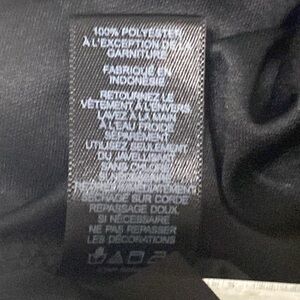 100% POLYESTER
À L'EXCEPTION DE LA
GARNITURE
FABRIQUÉ EN
INDONÉSIE
RETOURNEZ LE
VÊTEMENT À L'ENVERS
LAVEZ À LA MAIN
À L'EAU FROIDE
SÉPARÉMENT
UTILISEZ SEULEMENT
DU JAVELLISANT
SANS CHLORE
SI NÉCESSAIRE
IMMÉDIATEMENT
SÉCHAGE SUR CORDE
REPASSAGE DOUX,
SI NÉCESSAIRE
NE PAS REPASSER
LES DÉCORATIONS